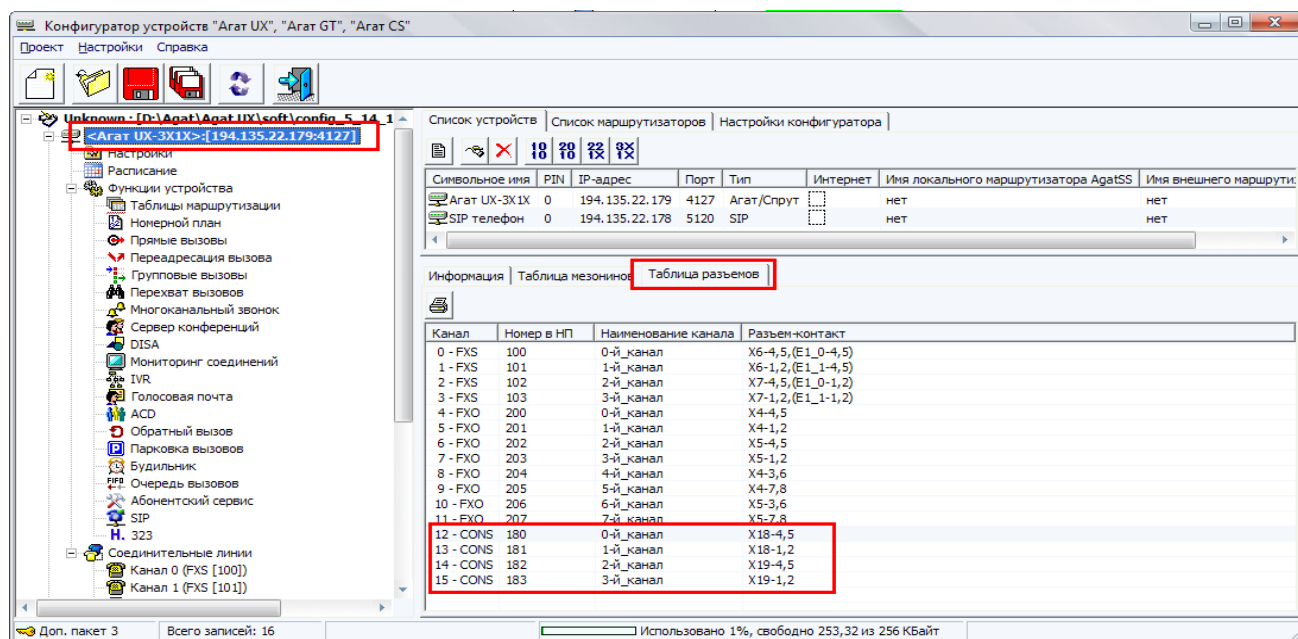 Конфигуратор устройств "Агат UX", "Агат GT", "Агат CS"
Проект Настройки Справка
Unknown : [D:\Agat\Agat UX\soft\config_5_14_1
<Агат UX-3X1X>:[194.135.22.179:4127]
Настройки
Расписание
Функции устройства
Таблицы маршрутизации
Номерной план
Прямые вызовы
Переадресация вызова
Групповые вызовы
Перехват вызовов
Многоканальный звонок
Сервер конференций
DISA
Мониторинг соединений
IVR
Голосовая почта
ACD
Обратный вызов
Парковка вызовов
Будильник
Очередь вызовов
Абонентский сервис
SIP
H. 323
Соединительные линии
Канал 0 (FXS [100])
Канал 1 (FXS [101])
Список устройств Список маршрутизаторов Настройки конфигуратора
Символьное имя PIN IP-адрес Порт Тип Интернет Имя локального маршрутизатора AgatSS Имя внешнего маршрути:
Агат UX-3X1X 0 194.135.22.179 4127 Агат/Спрут нет нет
SIP телефон 0 194.135.22.178 5120 SIP нет нет
Информация Таблица мезонинов Таблица разъемов
Канал Номер в НП Наименование канала Разъем-контакт
0 - FXS 100 0-й_канал X6-4,5,(E1_0-4,5)
1 - FXS 101 1-й_канал X6-1,2,(E1_1-4,5)
2 - FXS 102 2-й_канал X7-4,5,(E1_0-1,2)
3 - FXS 103 3-й_канал X7-1,2,(E1_1-1,2)
4 - FXO 200 0-й_канал X4-4,5
5 - FXO 201 1-й_канал X4-1,2
6 - FXO 202 2-й_канал X5-4,5
7 - FXO 203 3-й_канал X5-1,2
8 - FXO 204 4-й_канал X4-3,6
9 - FXO 205 5-й_канал X4-7,8
10 - FXO 206 6-й_канал X5-3,6
11 - FXO 207 7-й_канал X5-7,8
12 - CONS 180 0-й_канал X18-4,5
13 - CONS 181 1-й_канал X18-1,2
14 - CONS 182 2-й_канал X19-4,5
15 - CONS 183 3-й_канал X19-1,2
Доп. пакет 3 Всего записей: 16 Использовано 1%, свободно 253,32 из 256 КБайт